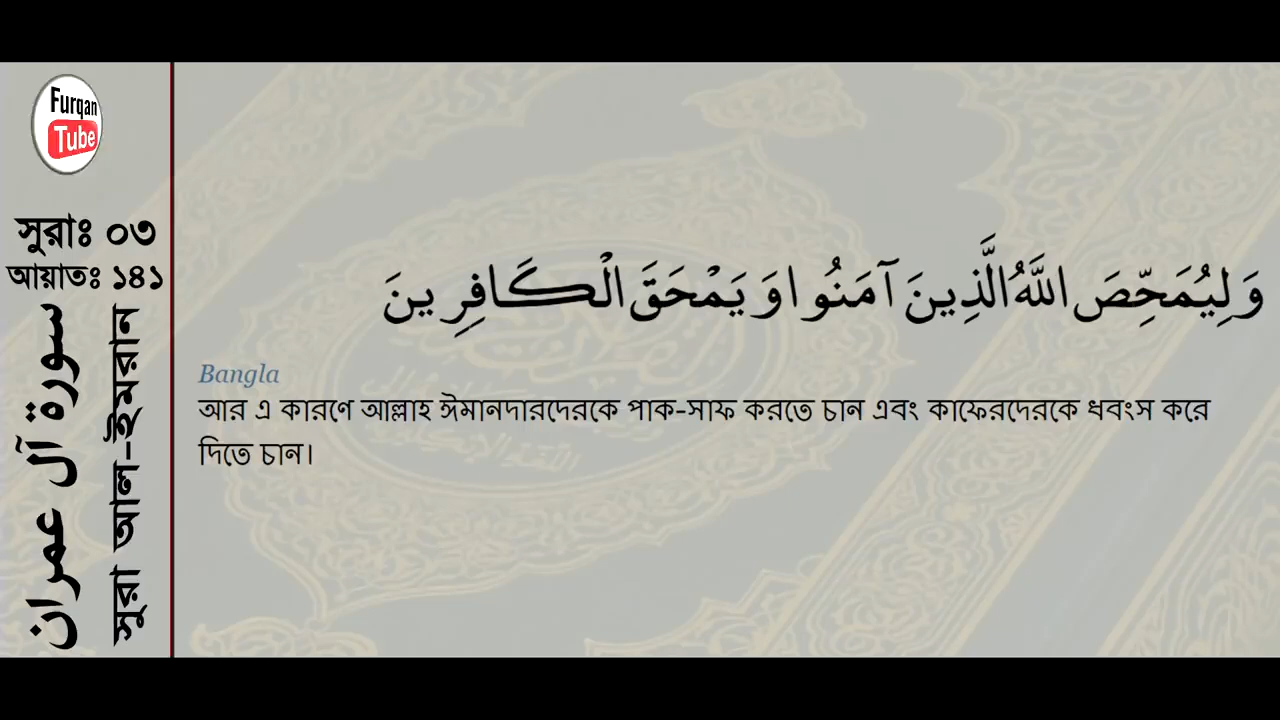 Furqan
Tube
সুরাঃ ০৩
আয়াতঃ ১৪১
سورة آل عمران
সুরা আল-ইমরান
وَلِيُمَحِّصَ اللَّهُ الَّذِينَ آمَنُوا وَيَمْحَقَ الْكَافِرِينَ
Bangla
আর এ কারণে আল্লাহ ঈমানদারদেরকে পাক-সাফ করতে চান এবং কাফেরদেরকে ধবংস করে
দিতে চান।